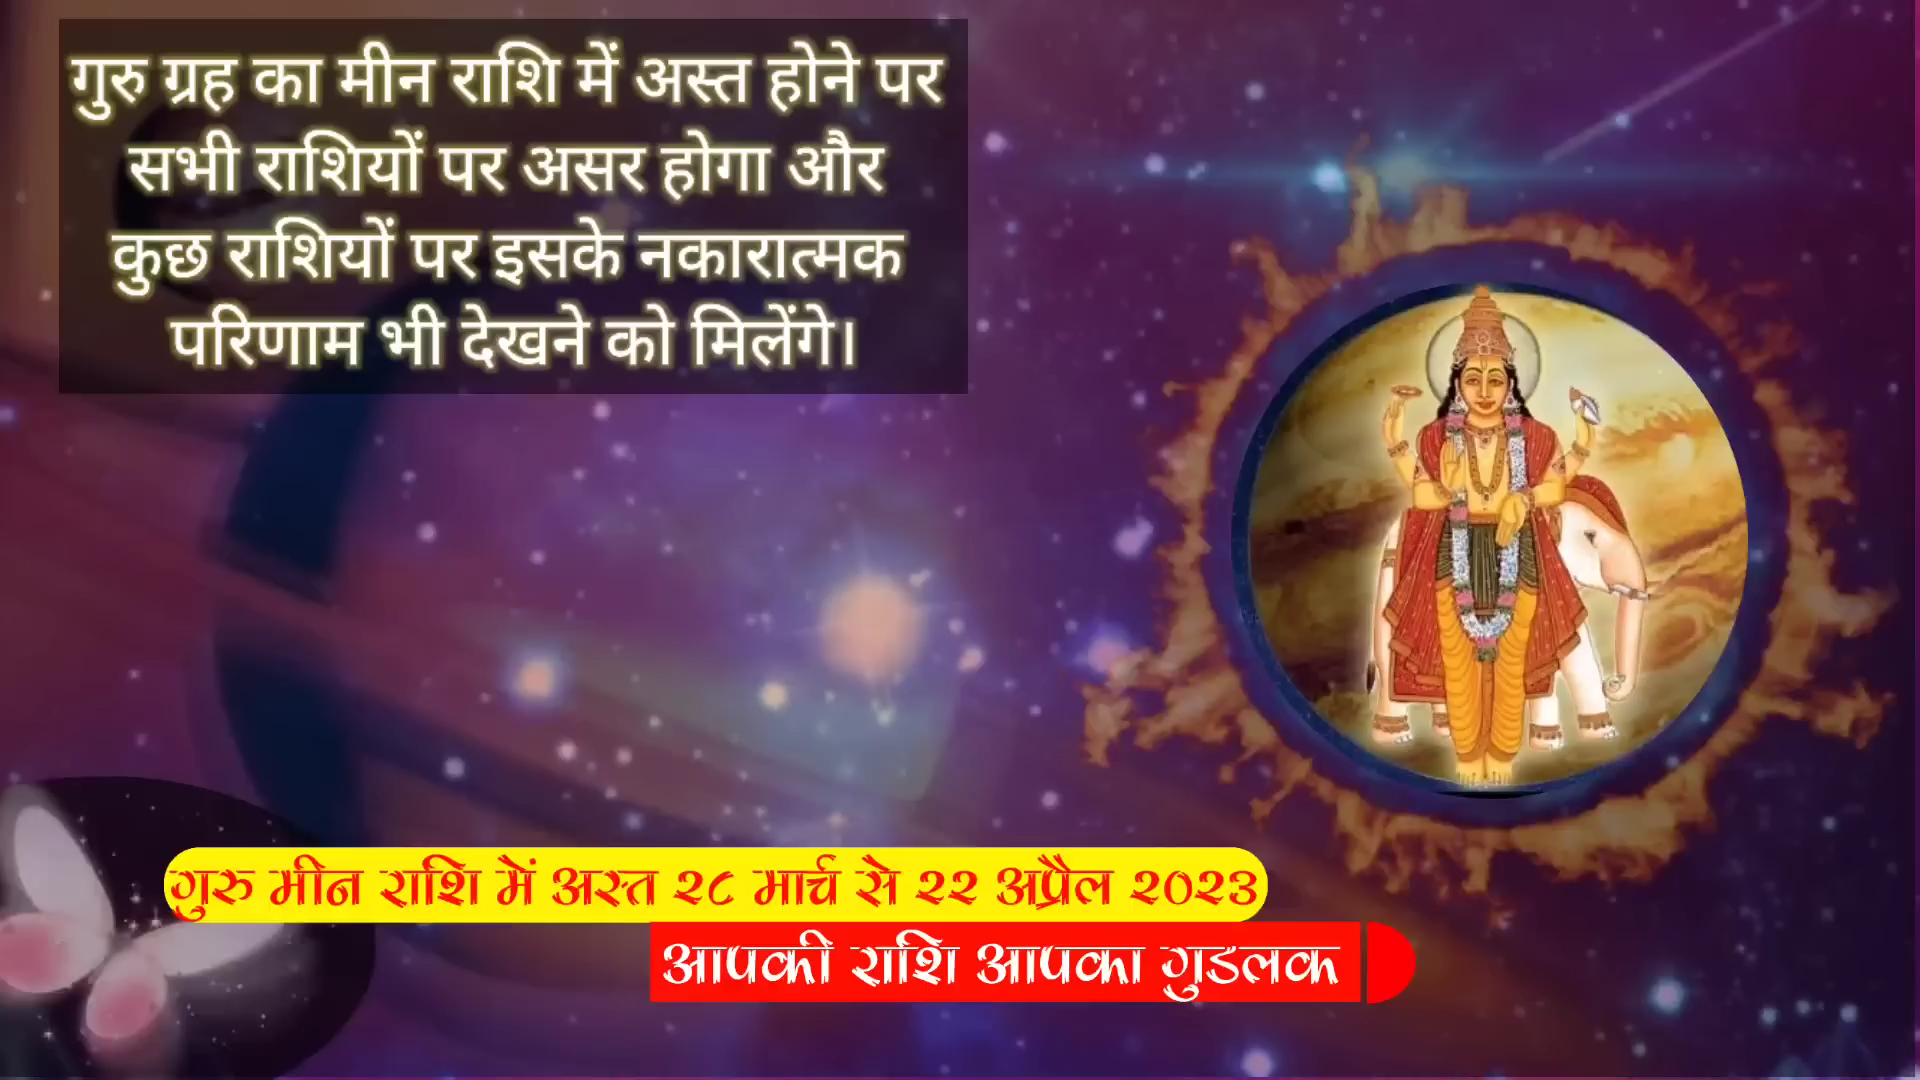 गुरु ग्रह का मीन राशि में अस्त होने पर
सभी राशियों पर असर होगा और
कुछ राशियों पर इसके नकारात्मक
परिणाम भी देखने को मिलेंगे।
गुरु मीन राशि में अस्त २८ मार्च से २२ अप्रैल २०२३
आपकी राशि आपका गुडलक